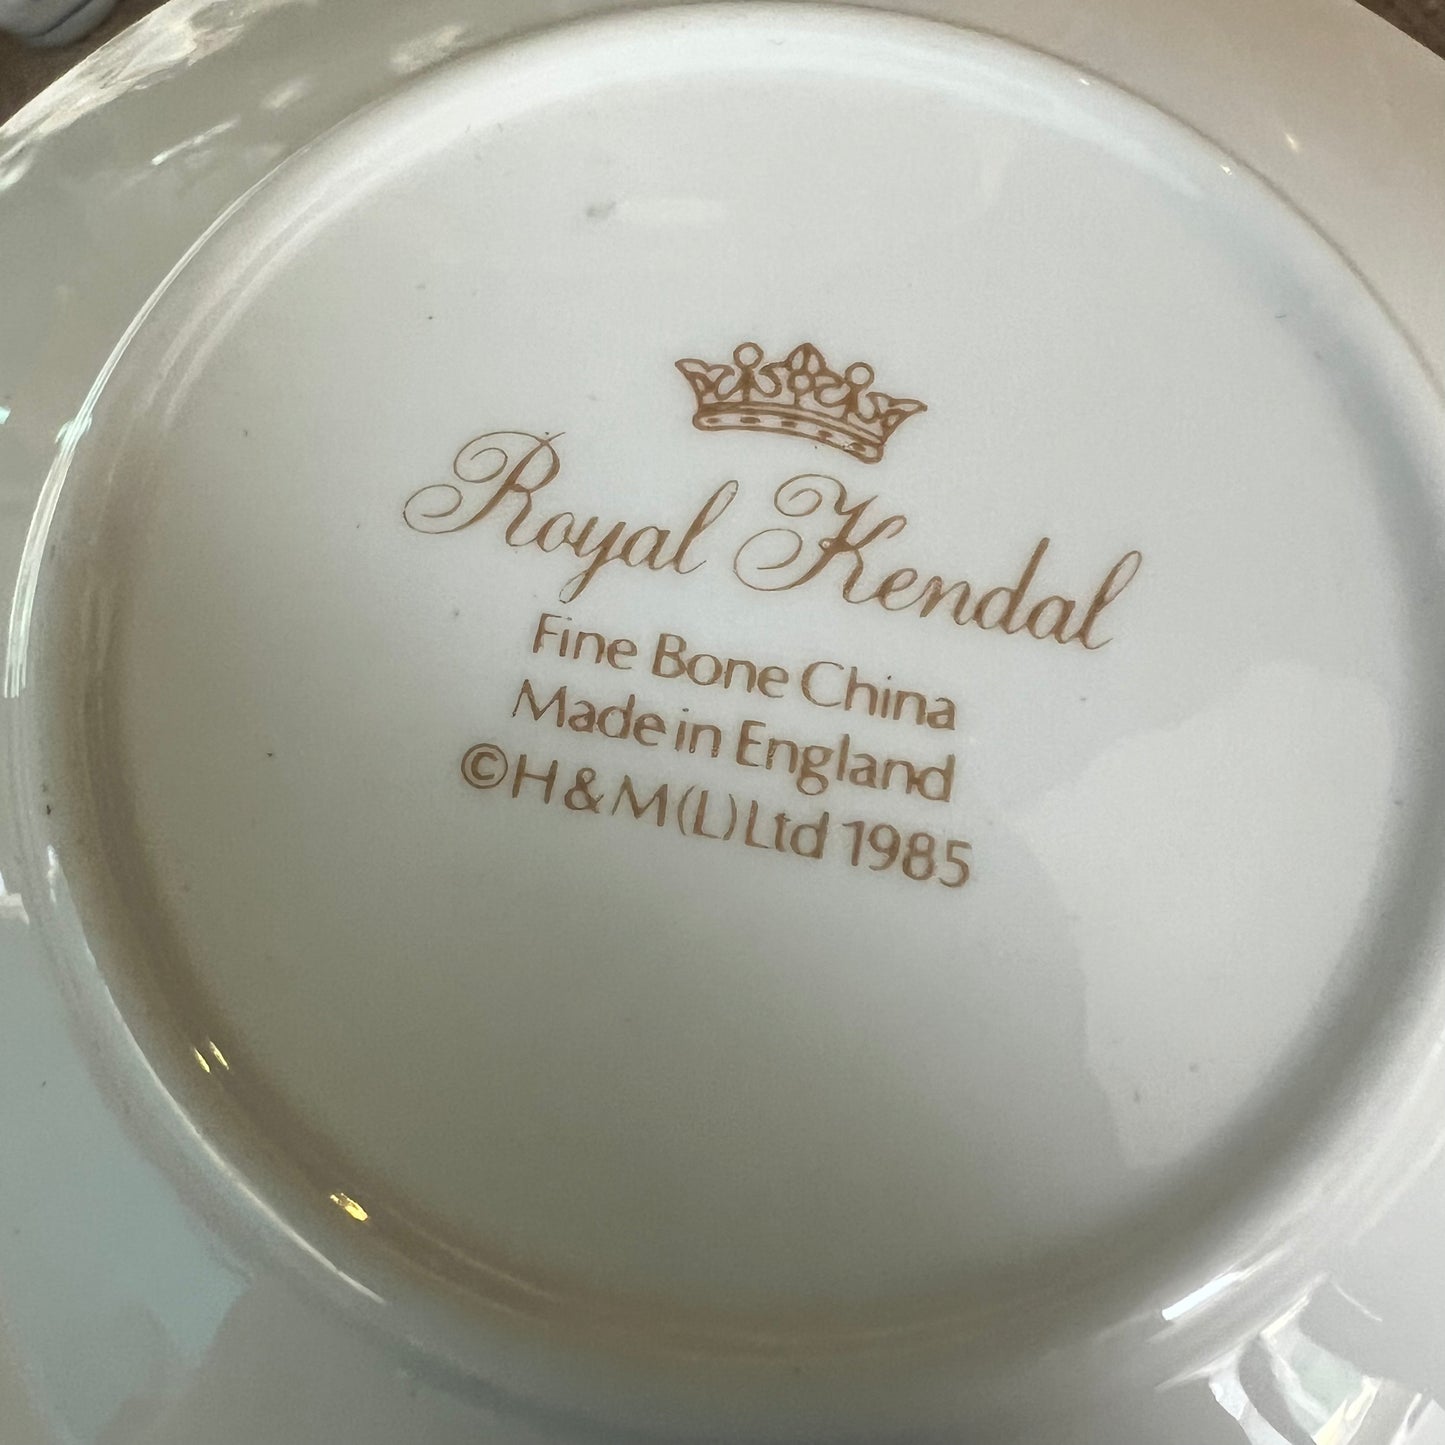 Royal Kendal
Fine Bone China
Made in England
©H & M (L) Ltd 1985